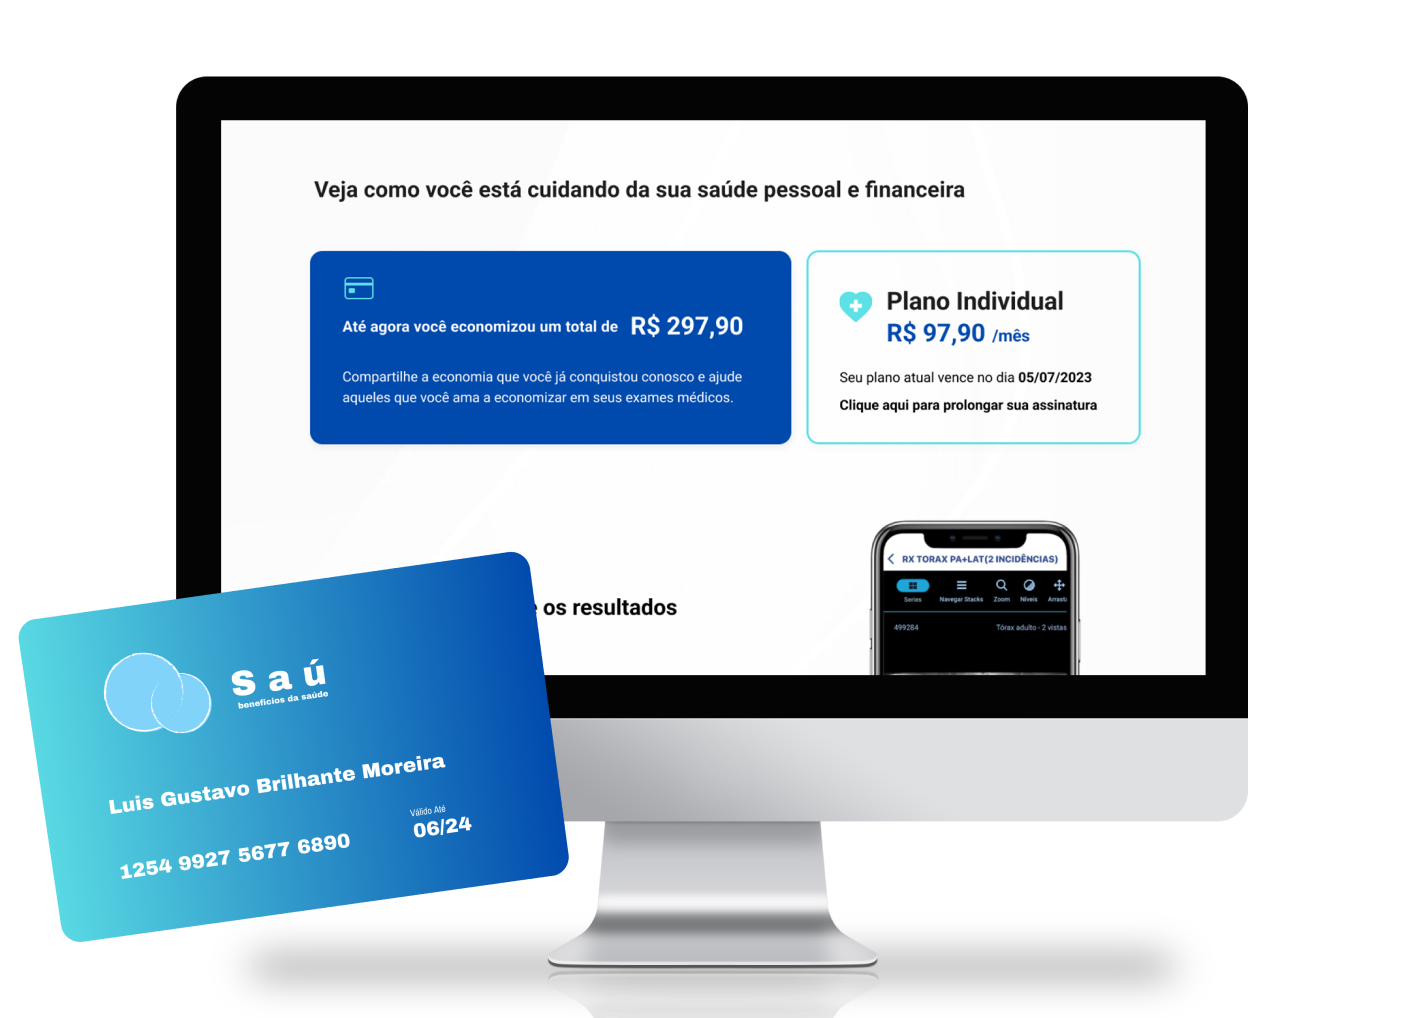 Veja como você está cuidando da sua saúde pessoal e financeira
Até agora você economizou um total de R$ 297,90
Compartilhe a economia que você já conquistou conosco e ajude
aqueles que você ama a economizar em seus exames médicos.
Plano Individual
R$ 97,90 /mês
Seu plano atual vence no dia 05/07/2023
Clique aqui para prolongar sua assinatura
os resultados
RX TORAX PA+LAT(2 INCIDÊNCIAS)
Series Navegar Stacks Zoom Níveis
499284 Tórax adulto - 2 vistas
Saú
benefícios da saúde
Luis Gustavo Brilhante Moreira
Válido Até
06/24
1254 9927 5677 6890